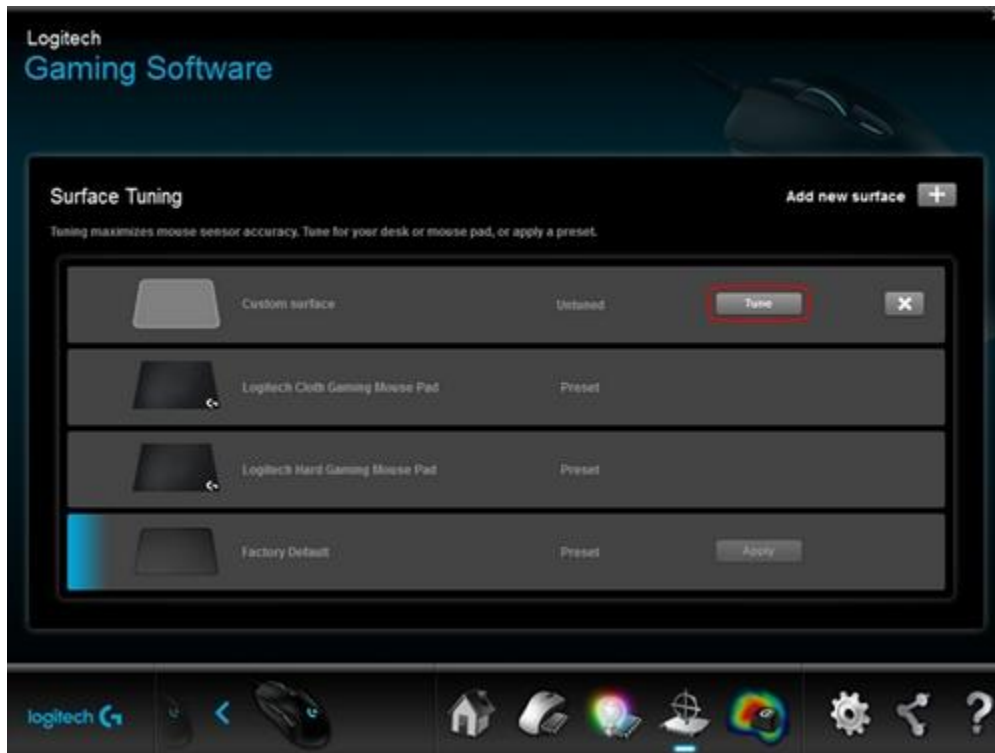 Logitech
Gaming Software
Surface Tuning
Add new surface
Tuning maximizes mouse sensor accuracy. Tune for your desk or mouse pad, or apply a preset.
Custom surface Untuned Tune
Logitech Cloth Gaming Mouse Pad Preset
Logitech Hard Gaming Mouse Pad Preset
Factory Default Preset Apply
logitech G